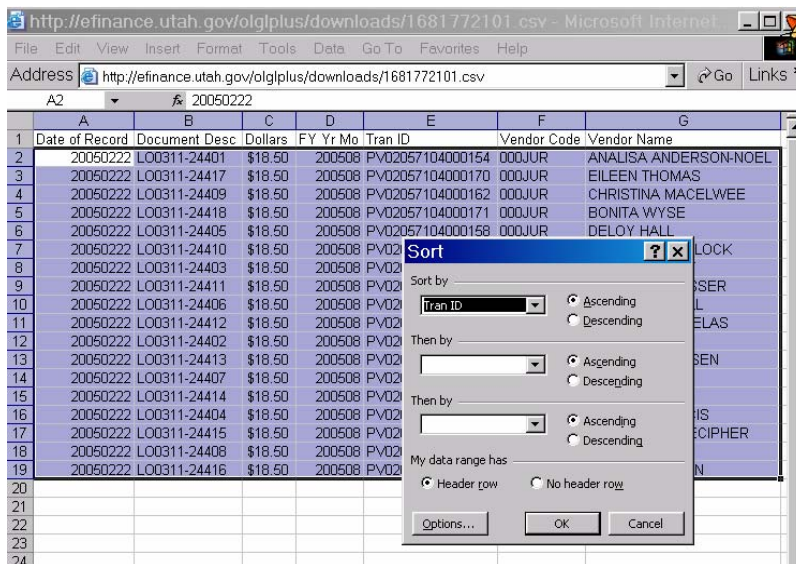 http://efinance.utah.gov/olglplus/downloads/1681772101.csv - Microsoft Internet
File Edit View Insert Format Tools Data Go To Favorites Help
Address http://efinance.utah.gov/olglplus/downloads/1681772101.csv Go Links
A2 fx 20050222
A B C D E F G
1 Date of Record Document Desc Dollars FY Yr Mo Tran ID Vendor Code Vendor Name
2 20050222 LO0311-24401 $18.50 200508 PV02057104000154 000JUR ANALISA ANDERSON-NOEL
3 20050222 LO0311-24417 $18.50 200508 PV02057104000170 000JUR EILEEN THOMAS
4 20050222 LO0311-24409 $18.50 200508 PV02057104000162 000JUR CHRISTINA MACELWEE
5 20050222 LO0311-24418 $18.50 200508 PV02057104000171 000JUR BONITA WYSE
6 20050222 LO0311-24405 $18.50 200508 PV02057104000158 000JUR DELOY HALL
7 20050222 LO0311-24410 $18.50 200508 PV02 LOCK
8 20050222 LO0311-24403 $18.50 200508 PV02
9 20050222 LO0311-24411 $18.50 200508 PV02 SSER
10 20050222 LO0311-24406 $18.50 200508 PV02 L
11 20050222 LO0311-24412 $18.50 200508 PV02 ELAS
12 20050222 LO0311-24402 $18.50 200508 PV02
13 20050222 LO0311-24413 $18.50 200508 PV02 SEN
14 20050222 LO0311-24407 $18.50 200508 PV02
15 20050222 LO0311-24414 $18.50 200508 PV02
16 20050222 LO0311-24404 $18.50 200508 PV02 IS
17 20050222 LO0311-24415 $18.50 200508 PV02 ECIPHER
18 20050222 LO0311-24408 $18.50 200508 PV02
19 20050222 LO0311-24416 $18.50 200508 PV02 N
20
21
22
23
24
Sort
Sort by
Tran ID Ascending
Descending
Then by
Ascending
Descending
Then by
Ascending
Descending
My data range has
Header row No header row
Options... OK Cancel